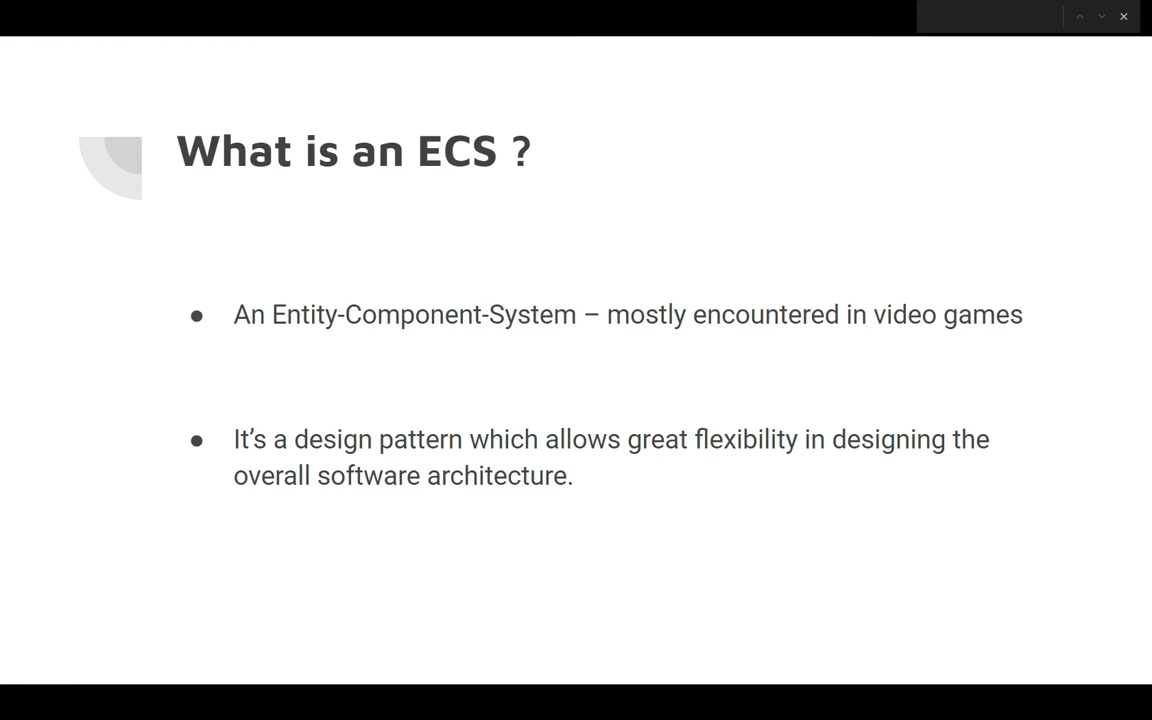 What is an ECS ?
● An Entity-Component-System – mostly encountered in video games
● It’s a design pattern which allows great flexibility in designing the
overall software architecture.